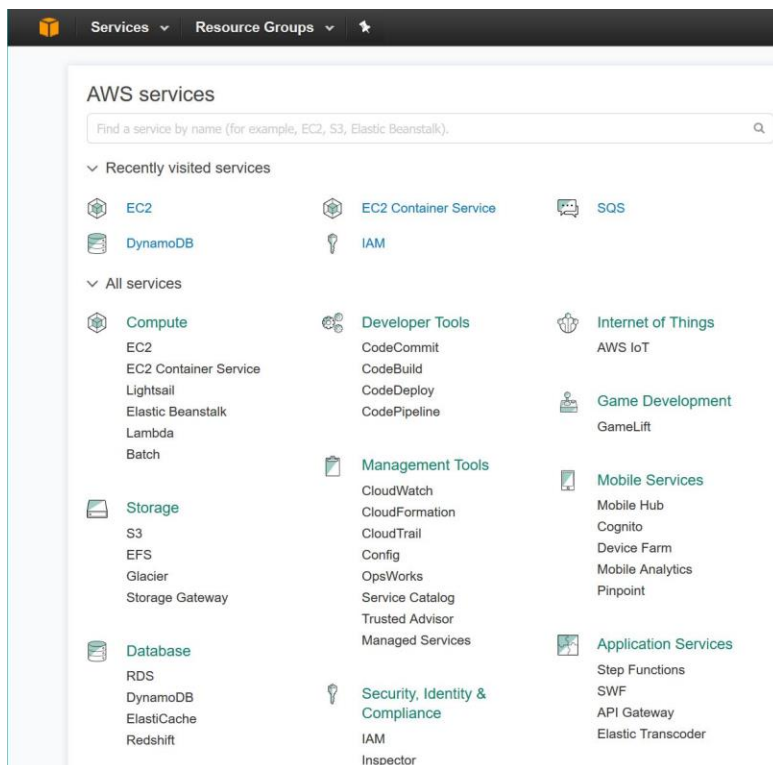 Services
Resource Groups
AWS services
Find a service by name (for example, EC2, S3, Elastic Beanstalk).
Recently visited services
EC2
EC2 Container Service
SQS
DynamoDB
IAM
All services
Compute
EC2
EC2 Container Service
Lightsail
Elastic Beanstalk
Lambda
Batch
Storage
S3
EFS
Glacier
Storage Gateway
Database
RDS
DynamoDB
ElastiCache
Redshift
Developer Tools
CodeCommit
CodeBuild
CodeDeploy
CodePipeline
Management Tools
CloudWatch
CloudFormation
CloudTrail
Config
OpsWorks
Service Catalog
Trusted Advisor
Managed Services
Security, Identity &
Compliance
IAM
Inspector
Internet of Things
AWS IoT
Game Development
GameLift
Mobile Services
Mobile Hub
Cognito
Device Farm
Mobile Analytics
Pinpoint
Application Services
Step Functions
SWF
API Gateway
Elastic Transcoder